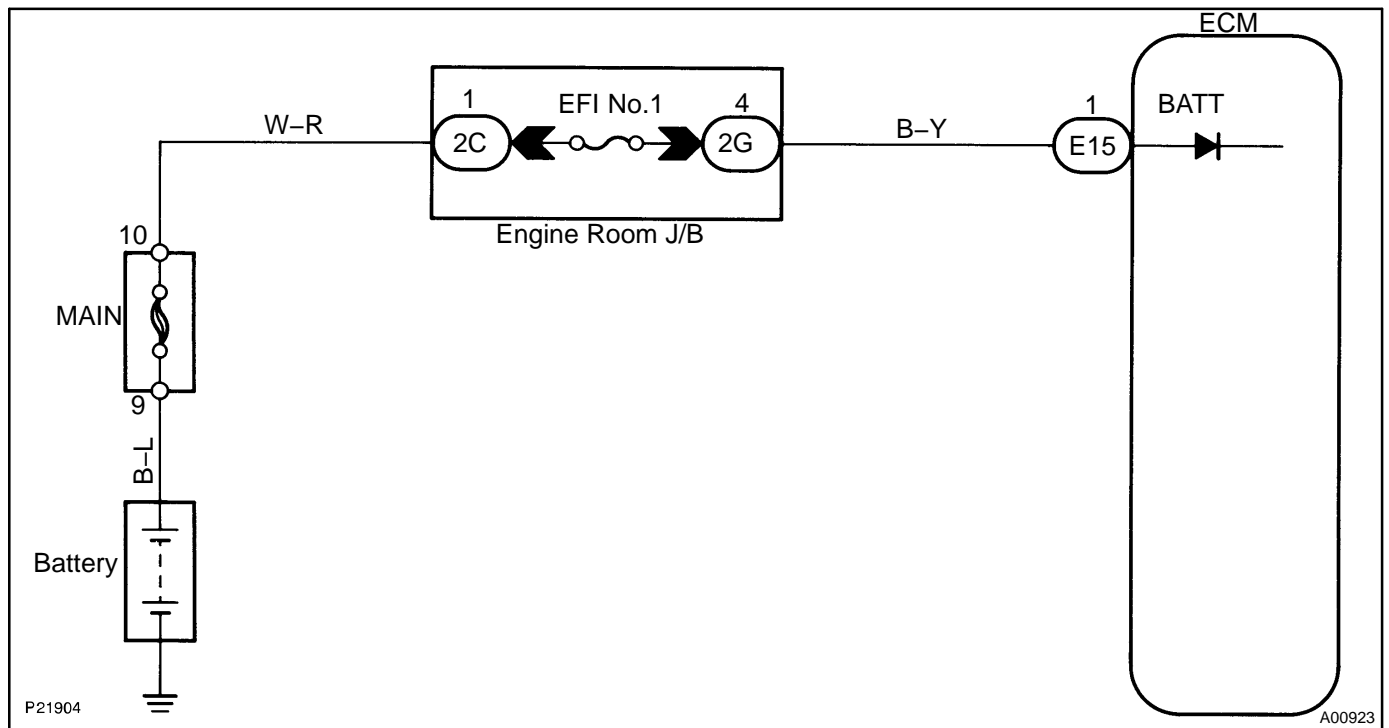 ECM
1
EFI No.1
4
1
BATT
W–R
2C
2G
B–Y
E15
Engine Room J/B
10
MAIN
9
B–L
Battery
P21904
A00923